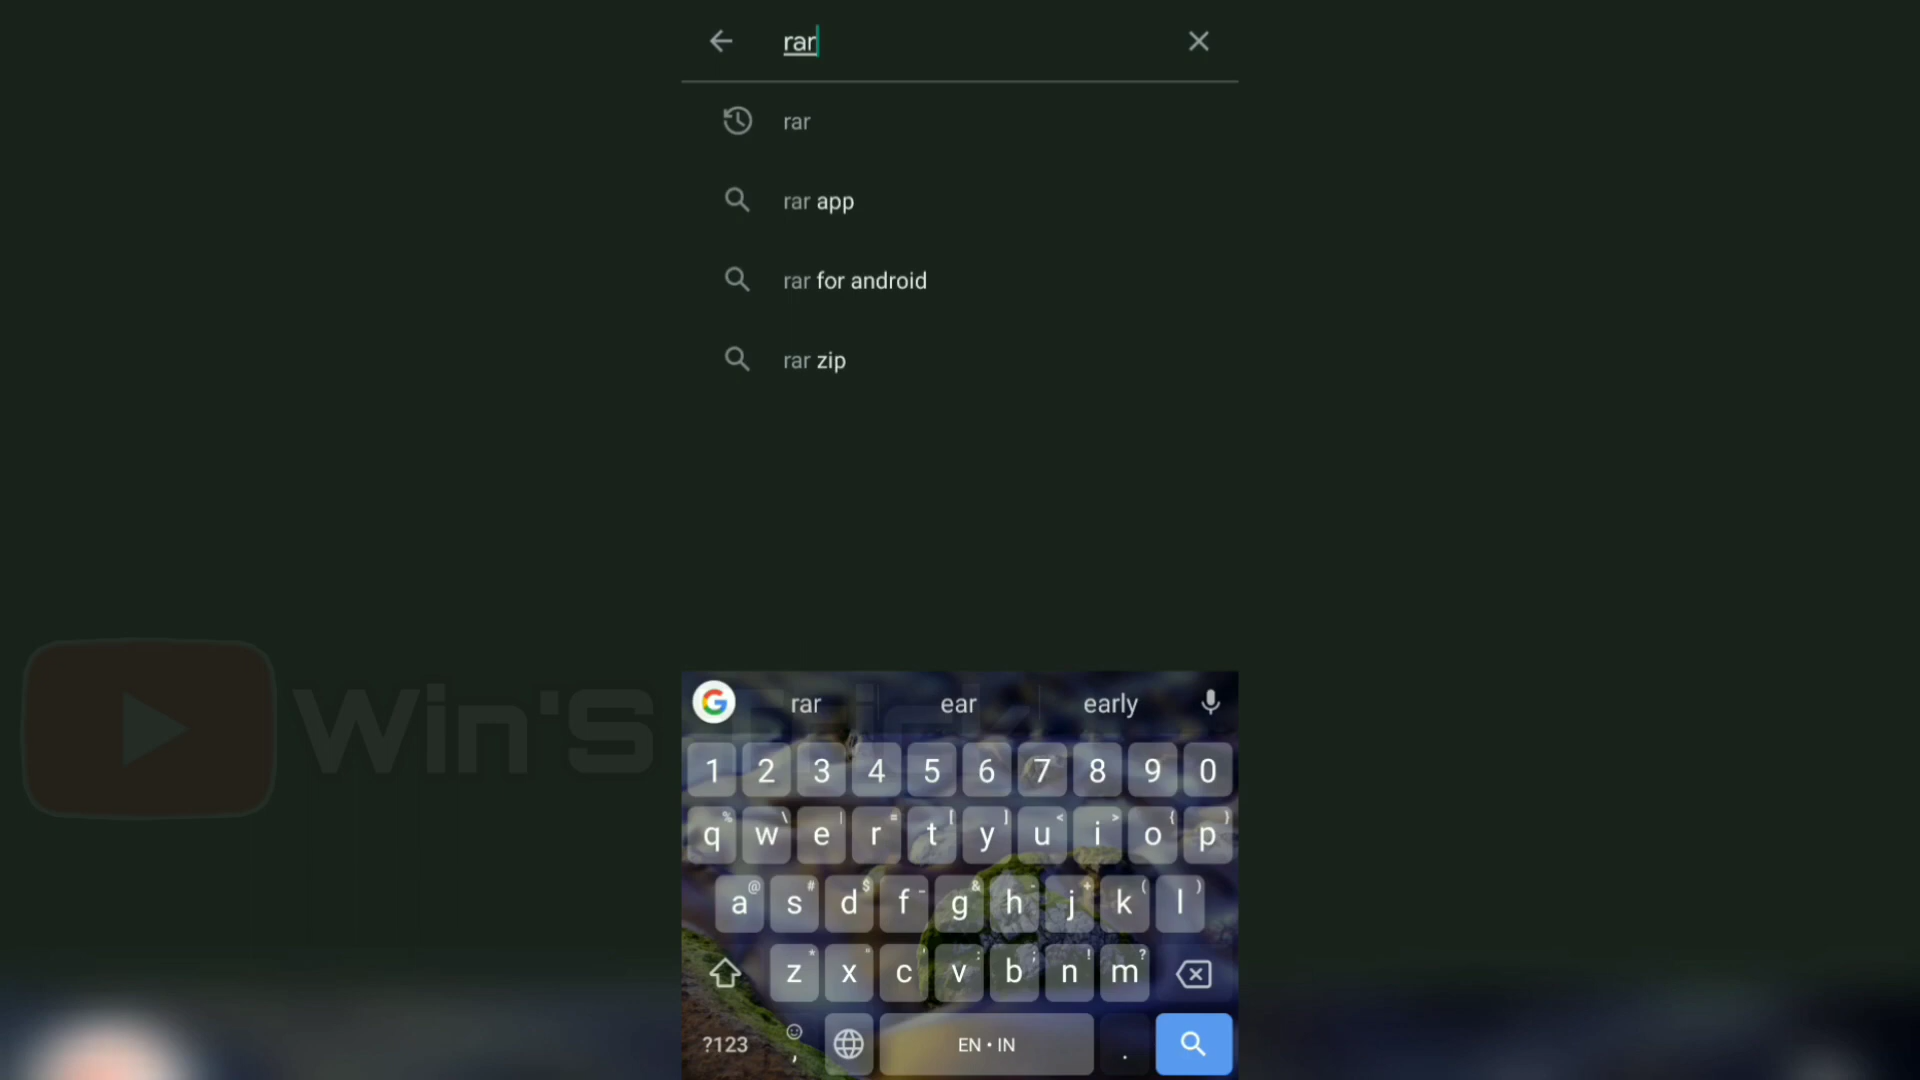 rar
rar
rar app
rar for android
rar zip
Win'S Trick
rar ear early
1 2 3 4 5 6 7 8 9 0
% \ | = [ ] < > { }
q w e r t y u i o p
@ # $ - & - + ( )
a s d f g h j k l
* " ' : ; ! ?
z x c v b n m
?123 , EN • IN .